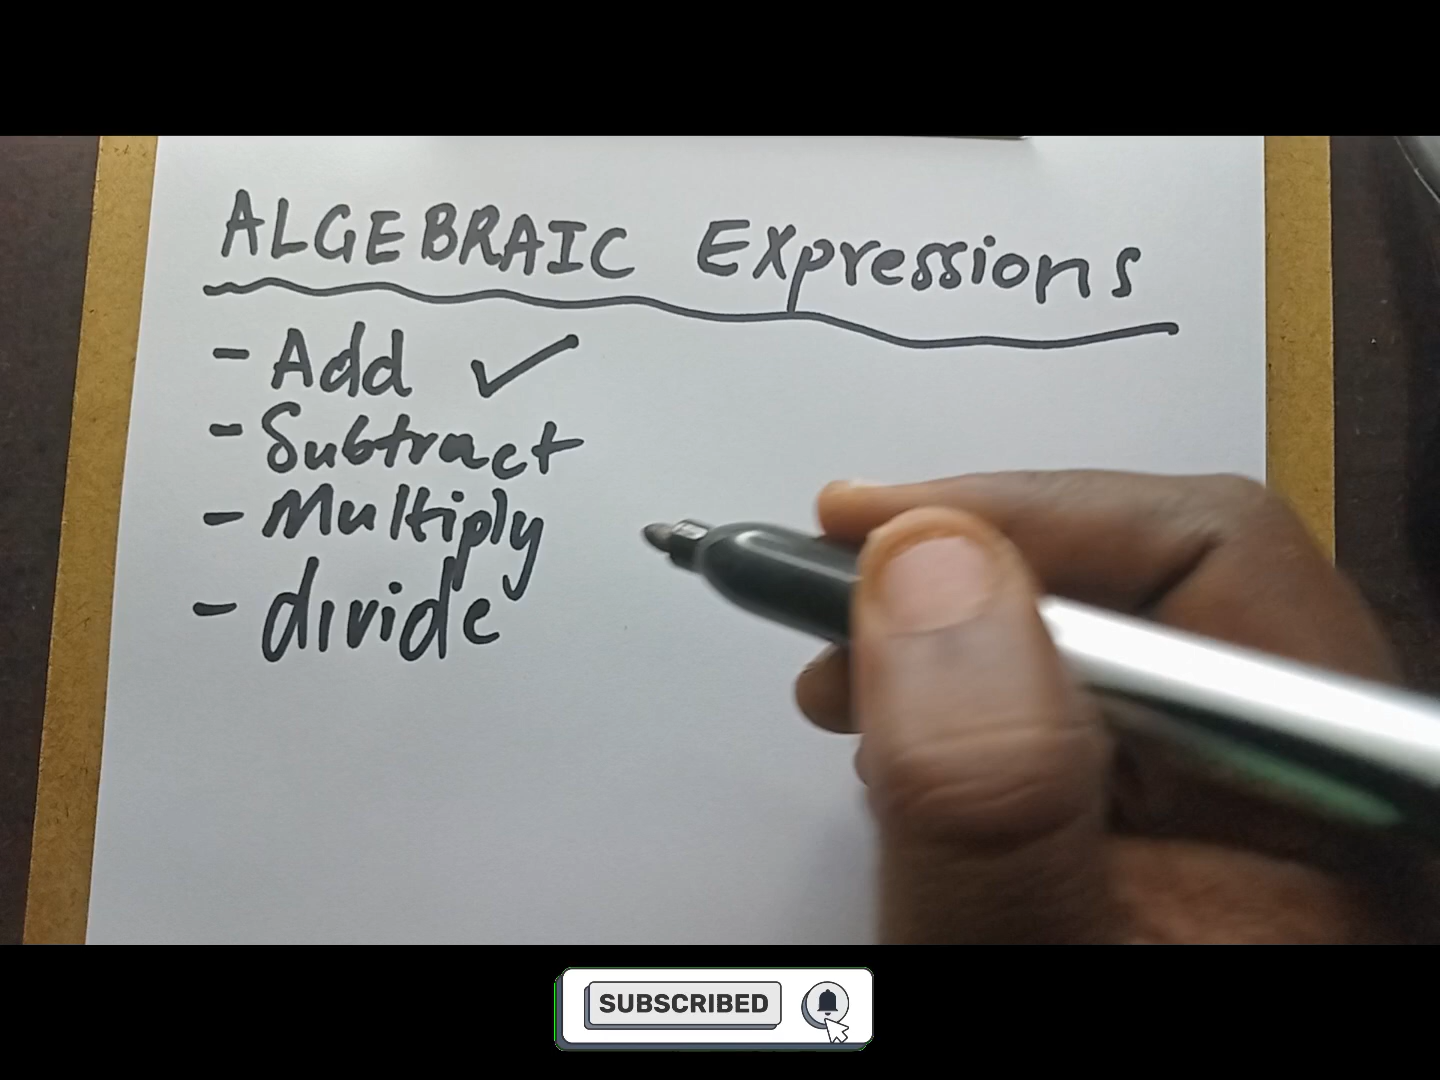 ALGEBRAIC Expressions
- Add ✓
- Subtract
- Multiply
- divide
SUBSCRIBED